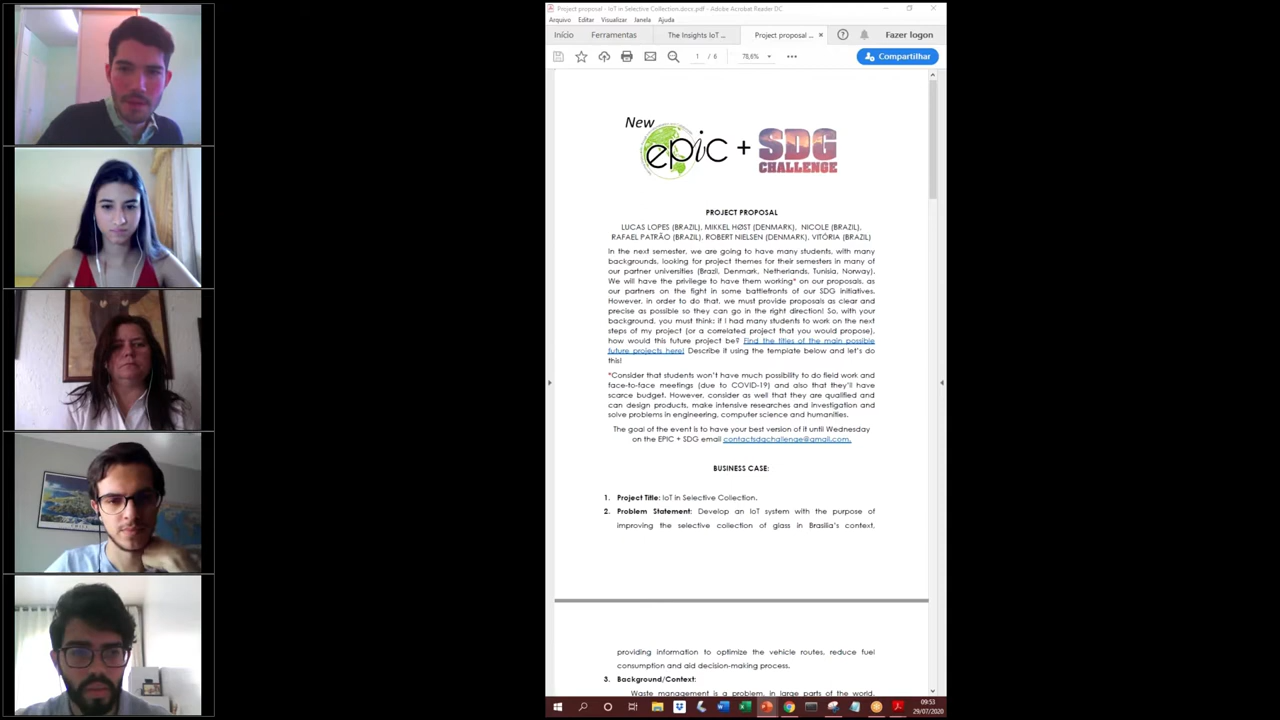 Project proposal - IoT in Selective Collection.docx.pdf - Adobe Acrobat Reader DC
Arquivo Editar Visualizar Janela Ajuda
Início Ferramentas The Insights IoT ... Project proposal ... × Fazer logon
1 / 6 78,6% Compartilhar
New
epic + SDG
CHALLENGE
PROJECT PROPOSAL
LUCAS LOPES (BRAZIL), MIKKEL HØST (DENMARK), NICOLE (BRAZIL),
RAFAEL PATRÃO (BRAZIL), ROBERT NIELSEN (DENMARK), VITÓRIA (BRAZIL)
In the next semester, we are going to have many students, with many
backgrounds, looking for project themes for their semesters in many of
our partner universities (Brazil, Denmark, Netherlands, Tunisia, Norway).
We will have the privilege to have them working* on our proposals, as
our partners on the fight in some battlefronts of our SDG initiatives.
However, in order to do that, we must provide proposals as clear and
precise as possible so they can go in the right direction! So, with your
background, you must think: if I had many students to work on the next
steps of my project (or a correlated project that you would propose),
how would this future project be? Find the titles of the main possible
future projects here! Describe it using the template below and let's do
this!
*Consider that students won't have much possibility to do field work and
face-to-face meetings (due to COVID-19) and also that they'll have
scarce budget. However, consider as well that they are qualified and
can design products, make intensive researches and investigation and
solve problems in engineering, computer science and humanities.
The goal of the event is to have your best version of it until Wednesday
on the EPIC + SDG email contactsdgchallenge@gmail.com.
BUSINESS CASE:
1. Project Title: IoT in Selective Collection.
2. Problem Statement: Develop an IoT system with the purpose of
improving the selective collection of glass in Brasilia's context,
providing information to optimize the vehicle routes, reduce fuel
consumption and aid decision-making process.
3. Background/Context:
Waste management is a problem, in large parts of the world.
09:53
29/07/2020